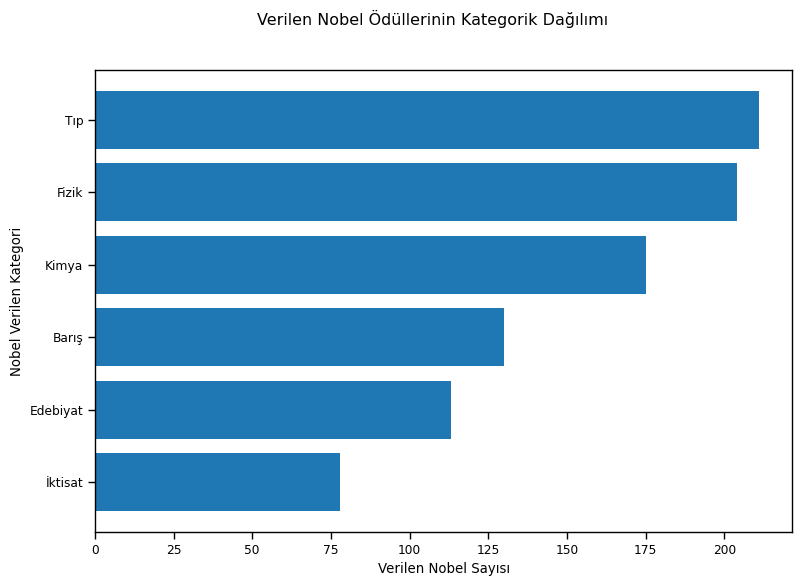 Verilen Nobel Ödüllerinin Kategorik Dağılımı
Nobel Verilen Kategori
Tıp
Fizik
Kimya
Barış
Edebiyat
İktisat
0 25 50 75 100 125 150 175 200
Verilen Nobel Sayısı